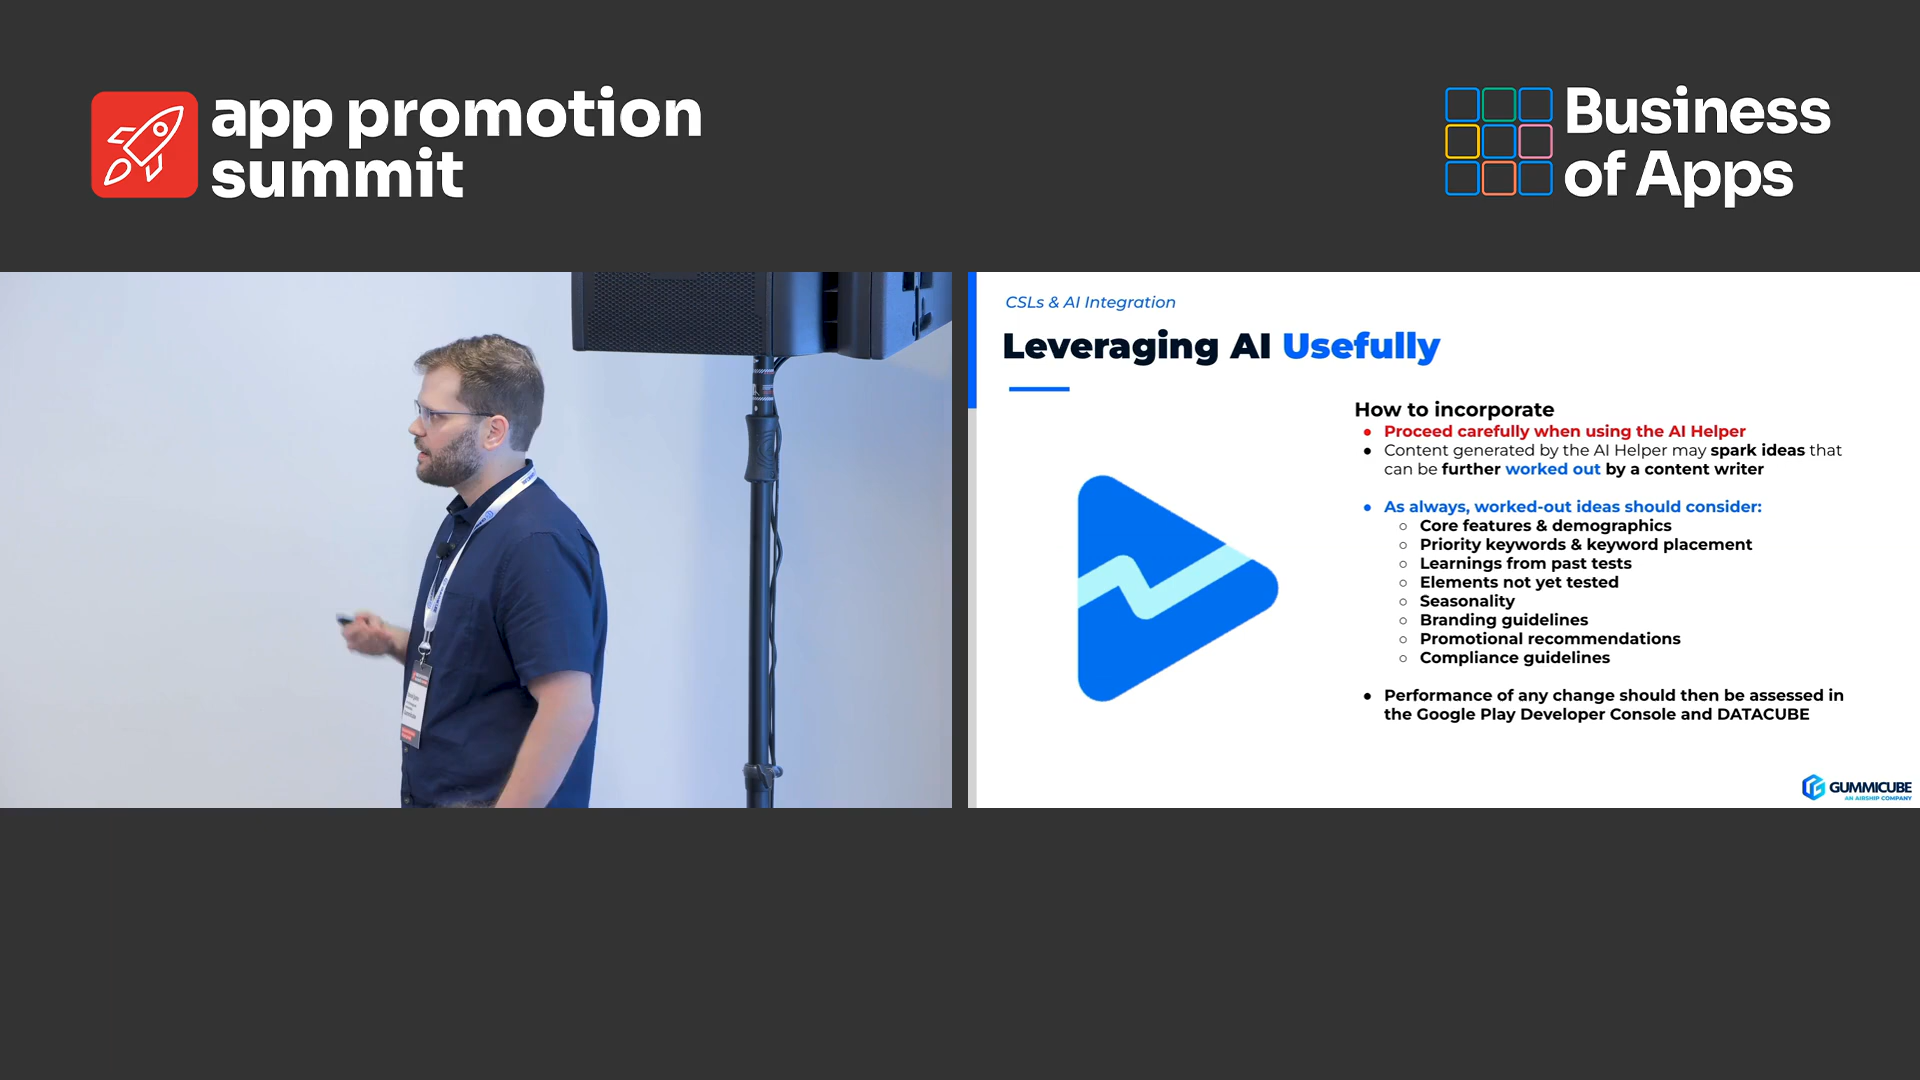 app promotion
summit
Business
of Apps
CSLs & AI Integration
Leveraging AI Usefully
How to incorporate
● Proceed carefully when using the AI Helper
● Content generated by the AI Helper may spark ideas that
can be further worked out by a content writer
● As always, worked-out ideas should consider:
○ Core features & demographics
○ Priority keywords & keyword placement
○ Learnings from past tests
○ Elements not yet tested
○ Seasonality
○ Branding guidelines
○ Promotional recommendations
○ Compliance guidelines
● Performance of any change should then be assessed in
the Google Play Developer Console and DATACUBE
GUMMICUBE
AN AIRSHIP COMPANY